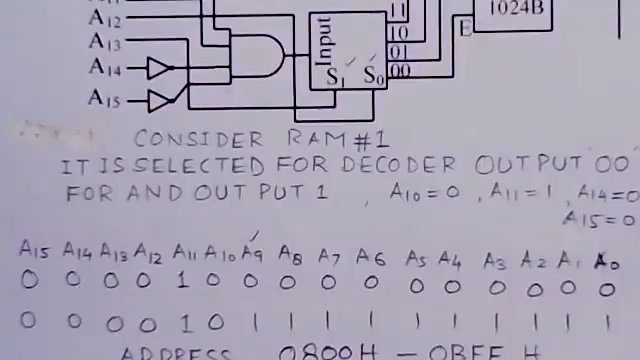 11
A12
A13
A14
A15
Input
S1 S0
11
10
01
00
E
1024B
CONSIDER RAM #1
IT IS SELECTED FOR DECODER OUTPUT 00
FOR AND OUTPUT 1 , A10=0 , A11=1 , A14=0
A15=0
A15 A14 A13 A12 A11 A10 A9 A8 A7 A6 A5 A4 A3 A2 A1 A0
0 0 0 0 1 0 0 0 0 0 0 0 0 0 0 0
0 0 0 0 1 0 1 1 1 1 1 1 1 1 1 1
ADDRESS 0800H - 0BFF H